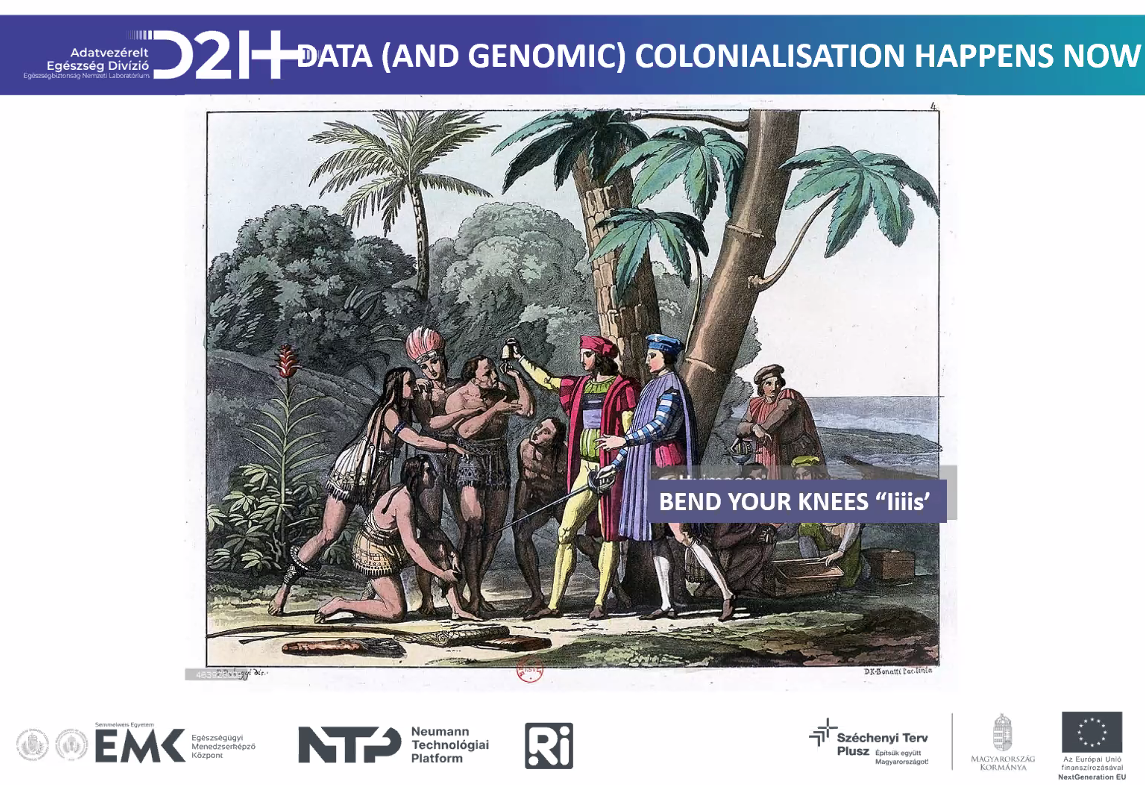 Adatvezérelt
Egészség Divízió
Egészségbiztonság Nemzeti Laboratórium
D2H
DATA (AND GENOMIC) COLONIALISATION HAPPENS NOW
4.
BEND YOUR KNEES “Iiiis’
D.K. Bonatti
Semmelweis Egyetem
EMK
Egészségügyi
Menedzserképző
Központ
NTP
Neumann
Technológiai
Platform
Ri
Széchenyi Terv
Plusz
Építsük együtt
Magyarországot!
MAGYARORSZÁG
KORMÁNYA
Az Európai Unió
finanszírozásával
NextGeneration EU